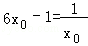 6x₀ - 1 = 1/x₀